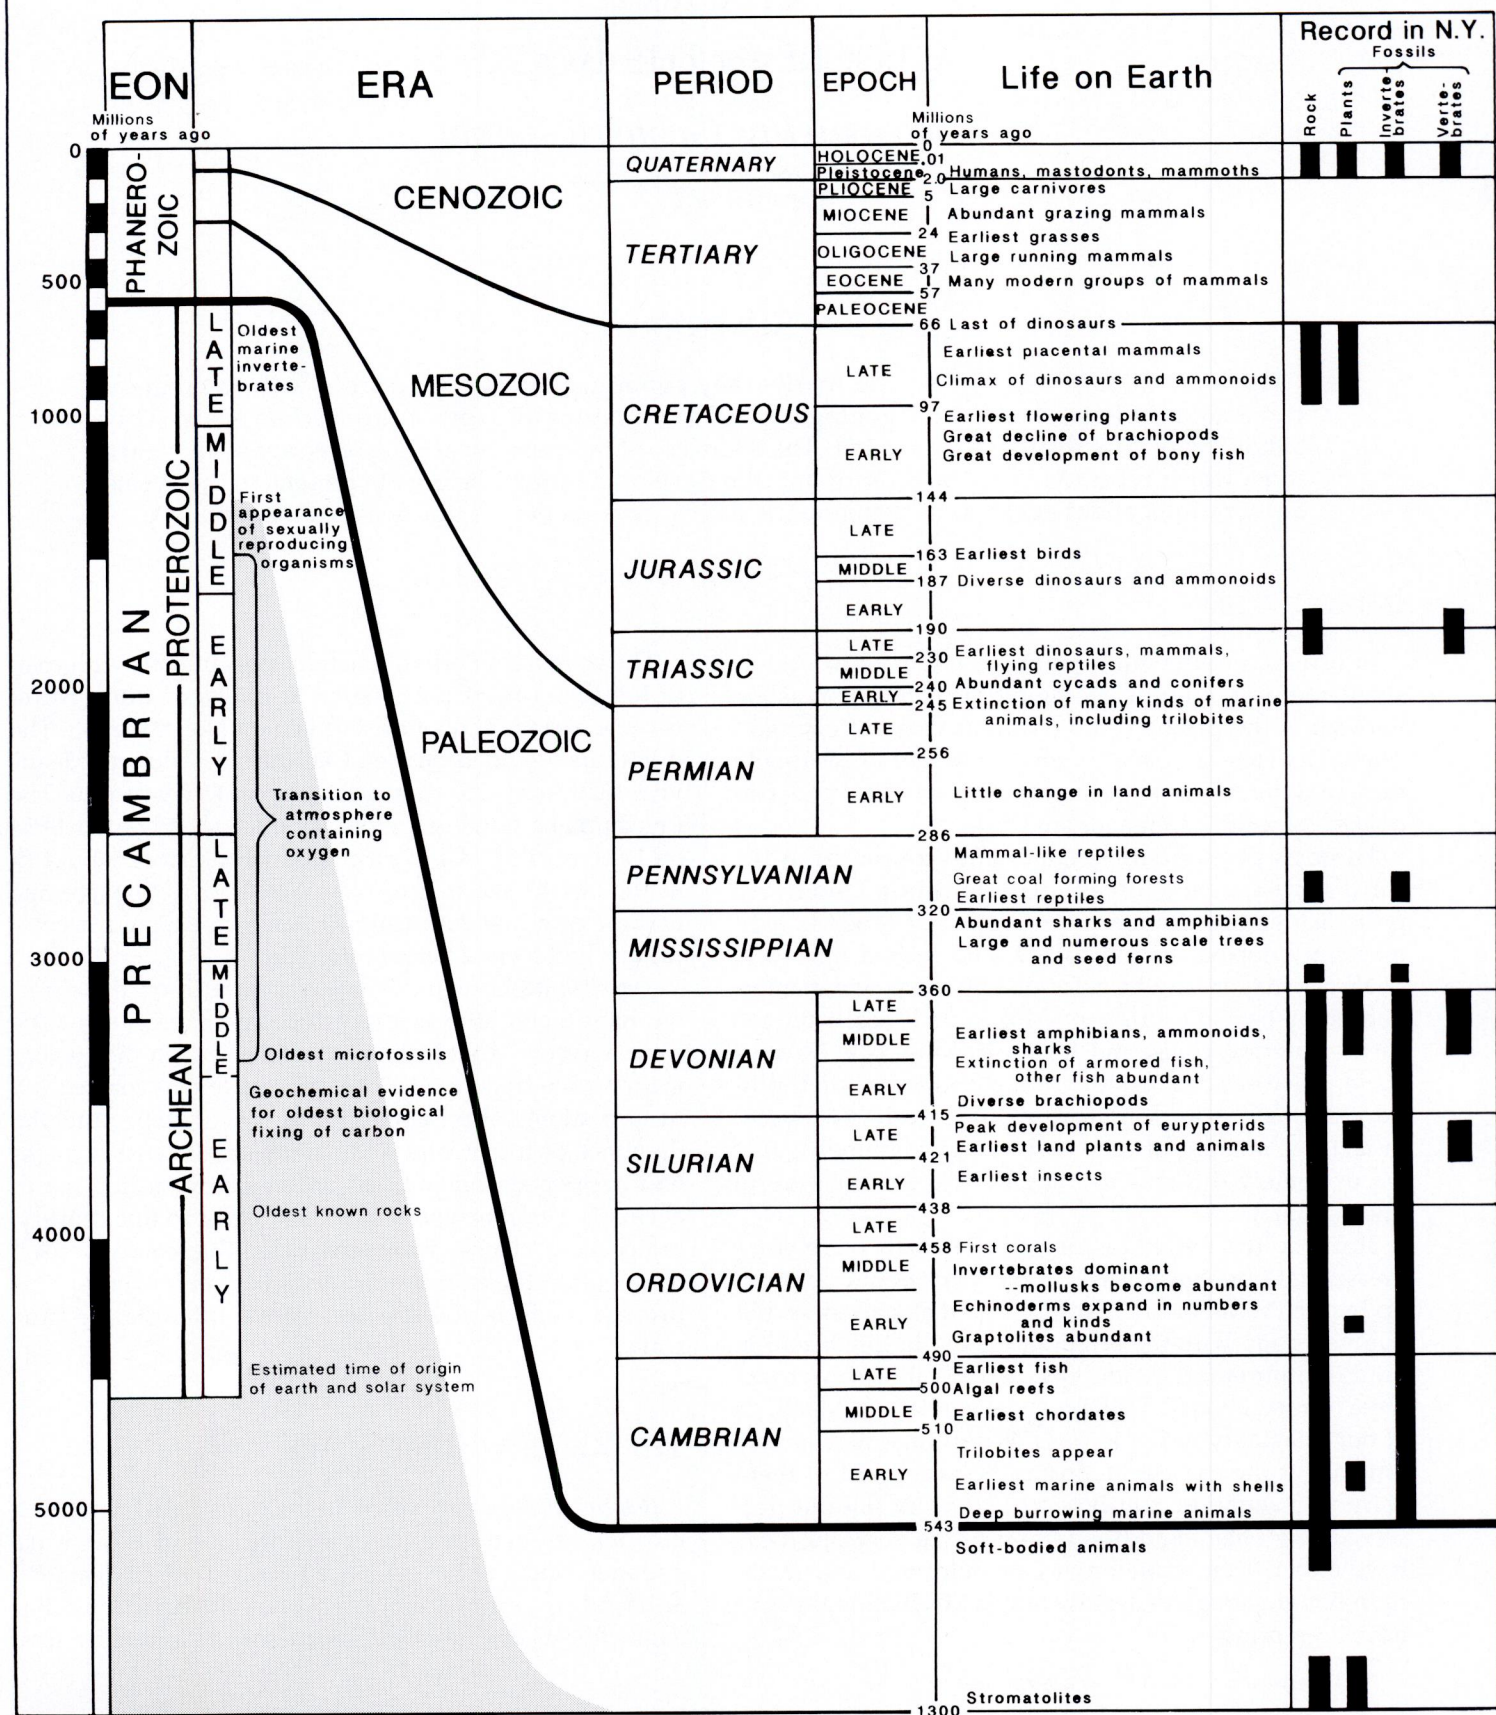 EON
ERA
PERIOD
EPOCH
Life on Earth
Record in N.Y.
Fossils
Rock
Plants
Inverte-
brates
Verte-
brates
Millions
of years ago
Millions
of years ago
0
500
1000
2000
3000
4000
5000
PHANERO-
ZOIC
PRECAMBRIAN
PROTEROZOIC
ARCHEAN
LATE
MIDDLE
EARLY
LATE
MIDDLE
EARLY
Oldest
marine
inverte-
brates
First
appearance
of sexually
reproducing
organisms
Transition to
atmosphere
containing
oxygen
Oldest microfossils
Geochemical evidence
for oldest biological
fixing of carbon
Oldest known rocks
Estimated time of origin
of earth and solar system
CENOZOIC
MESOZOIC
PALEOZOIC
QUATERNARY
TERTIARY
CRETACEOUS
JURASSIC
TRIASSIC
PERMIAN
PENNSYLVANIAN
MISSISSIPPIAN
DEVONIAN
SILURIAN
ORDOVICIAN
CAMBRIAN
0
HOLOCENE .01
Pleistocene 2.0 Humans, mastodonts, mammoths
PLIOCENE 5 Large carnivores
MIOCENE Abundant grazing mammals
24 Earliest grasses
OLIGOCENE Large running mammals
37
EOCENE Many modern groups of mammals
57
PALEOCENE
66 Last of dinosaurs
Earliest placental mammals
LATE
Climax of dinosaurs and ammonoids
97
Earliest flowering plants
Great decline of brachiopods
EARLY Great development of bony fish
144
LATE
163 Earliest birds
MIDDLE
187 Diverse dinosaurs and ammonoids
EARLY
190
LATE
230 Earliest dinosaurs, mammals,
flying reptiles
MIDDLE
240 Abundant cycads and conifers
EARLY
245 Extinction of many kinds of marine
animals, including trilobites
LATE
256
EARLY Little change in land animals
286
Mammal-like reptiles
Great coal forming forests
Earliest reptiles
320
Abundant sharks and amphibians
Large and numerous scale trees
and seed ferns
360
LATE
MIDDLE Earliest amphibians, ammonoids,
sharks
Extinction of armored fish,
other fish abundant
EARLY
Diverse brachiopods
415
Peak development of eurypterids
LATE
Earliest land plants and animals
421
EARLY Earliest insects
438
LATE
458 First corals
MIDDLE Invertebrates dominant
--mollusks become abundant
Echinoderms expand in numbers
and kinds
EARLY
Graptolites abundant
490
LATE Earliest fish
500 Algal reefs
MIDDLE Earliest chordates
510
Trilobites appear
EARLY
Earliest marine animals with shells
Deep burrowing marine animals
543
Soft-bodied animals
Stromatolites
1300